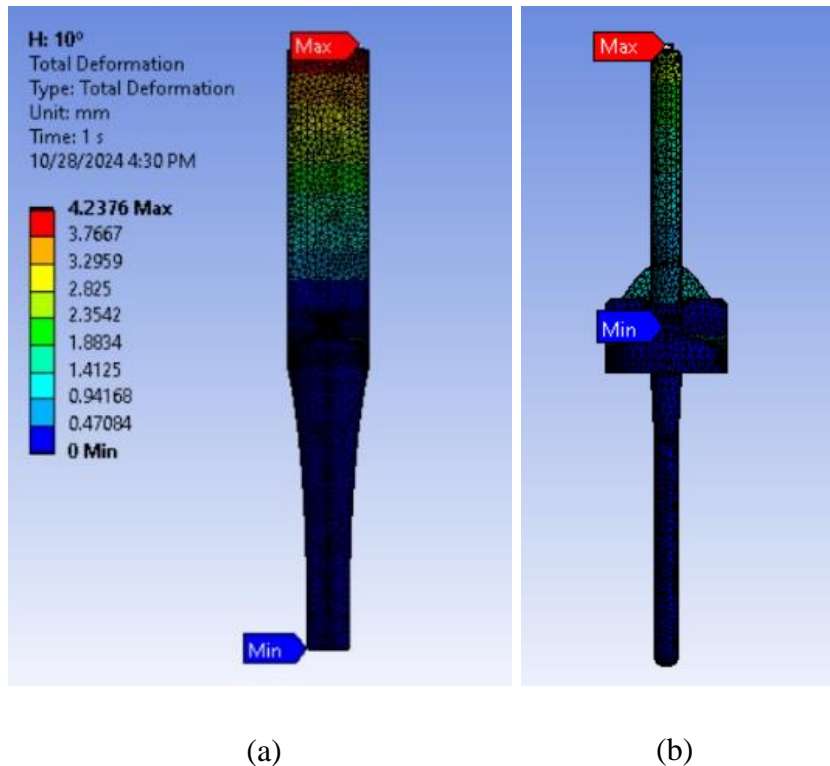 H: 10º
Total Deformation
Type: Total Deformation
Unit: mm
Time: 1 s
10/28/2024 4:30 PM
4.2376 Max
3.7667
3.2959
2.825
2.3542
1.8834
1.4125
0.94168
0.47084
0 Min
Max
Min
Max
Min
(a)
(b)